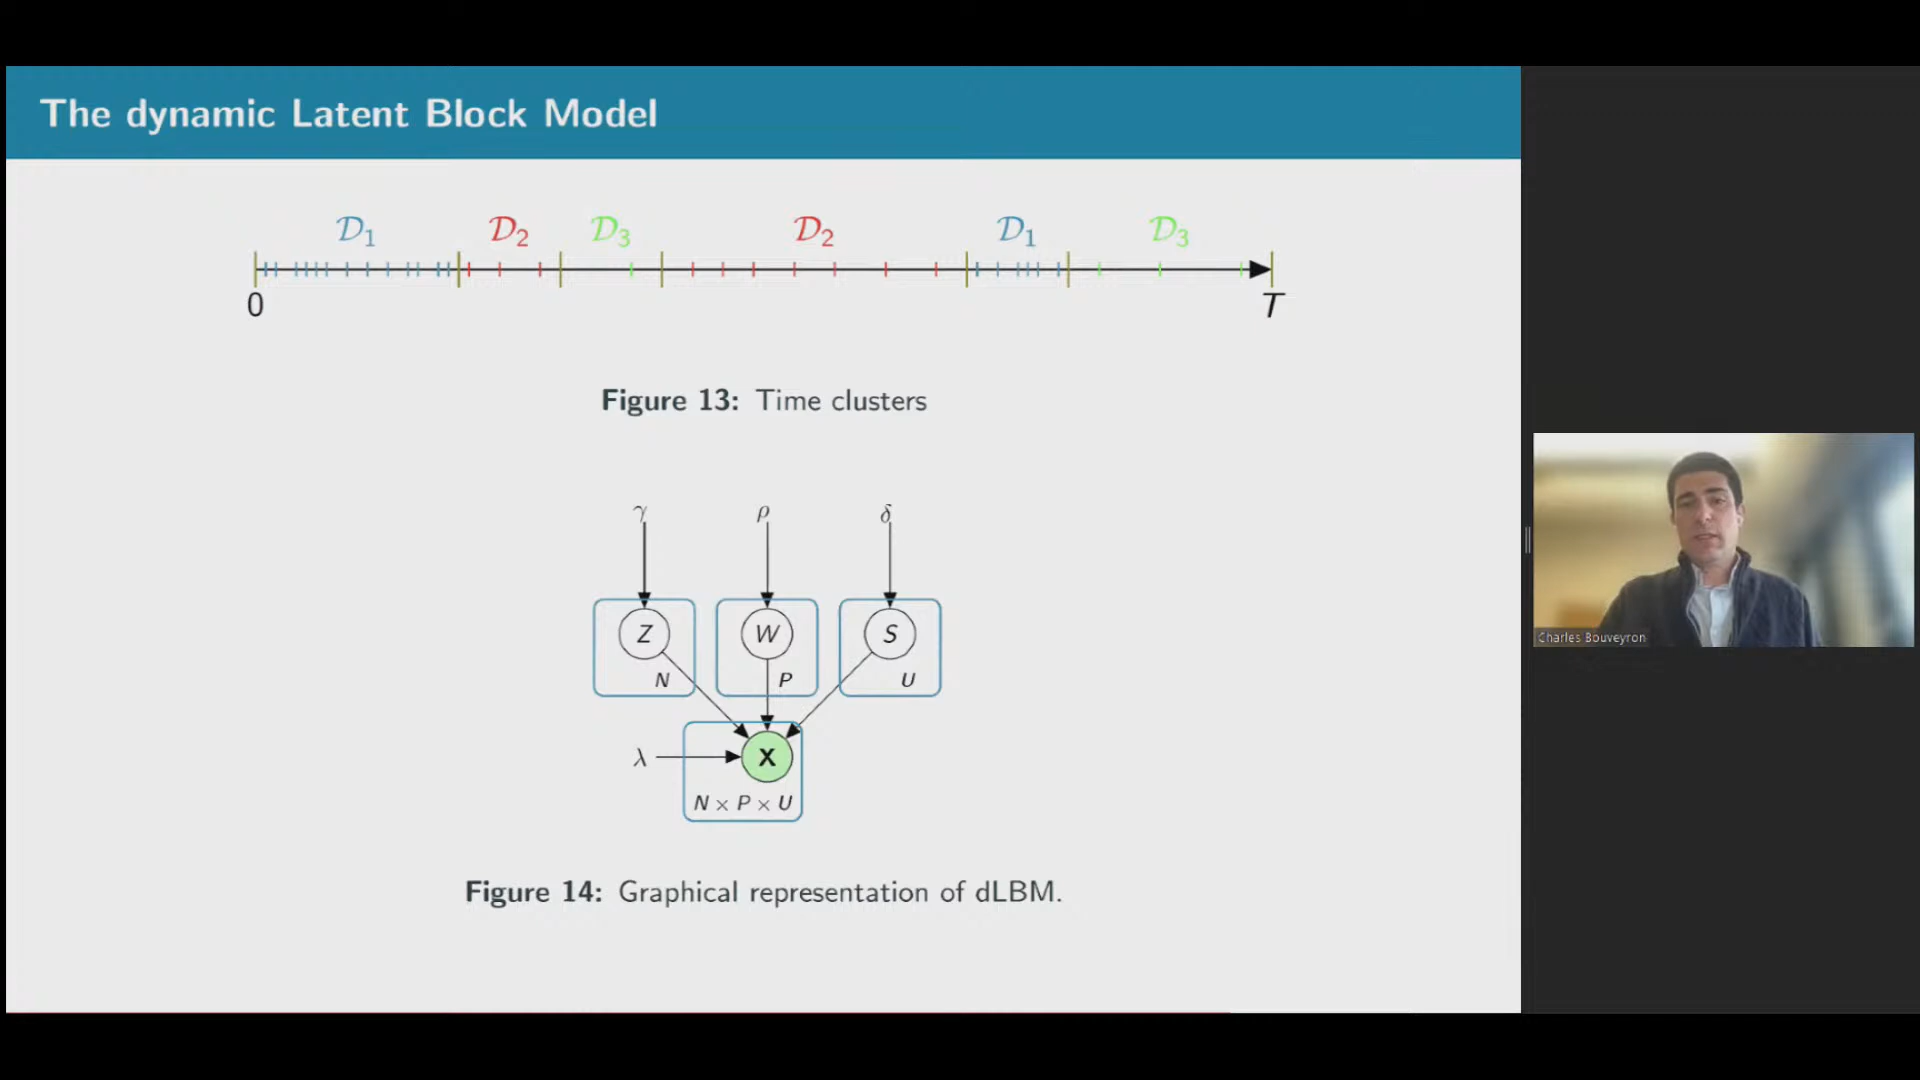 The dynamic Latent Block Model
𝒟₁ 𝒟₂ 𝒟₃ 𝒟₂ 𝒟₁ 𝒟₃
0 T
Figure 13: Time clusters
γ ρ δ
Z W S
N P U
λ X
N × P × U
Figure 14: Graphical representation of dLBM.
Charles Bouveyron